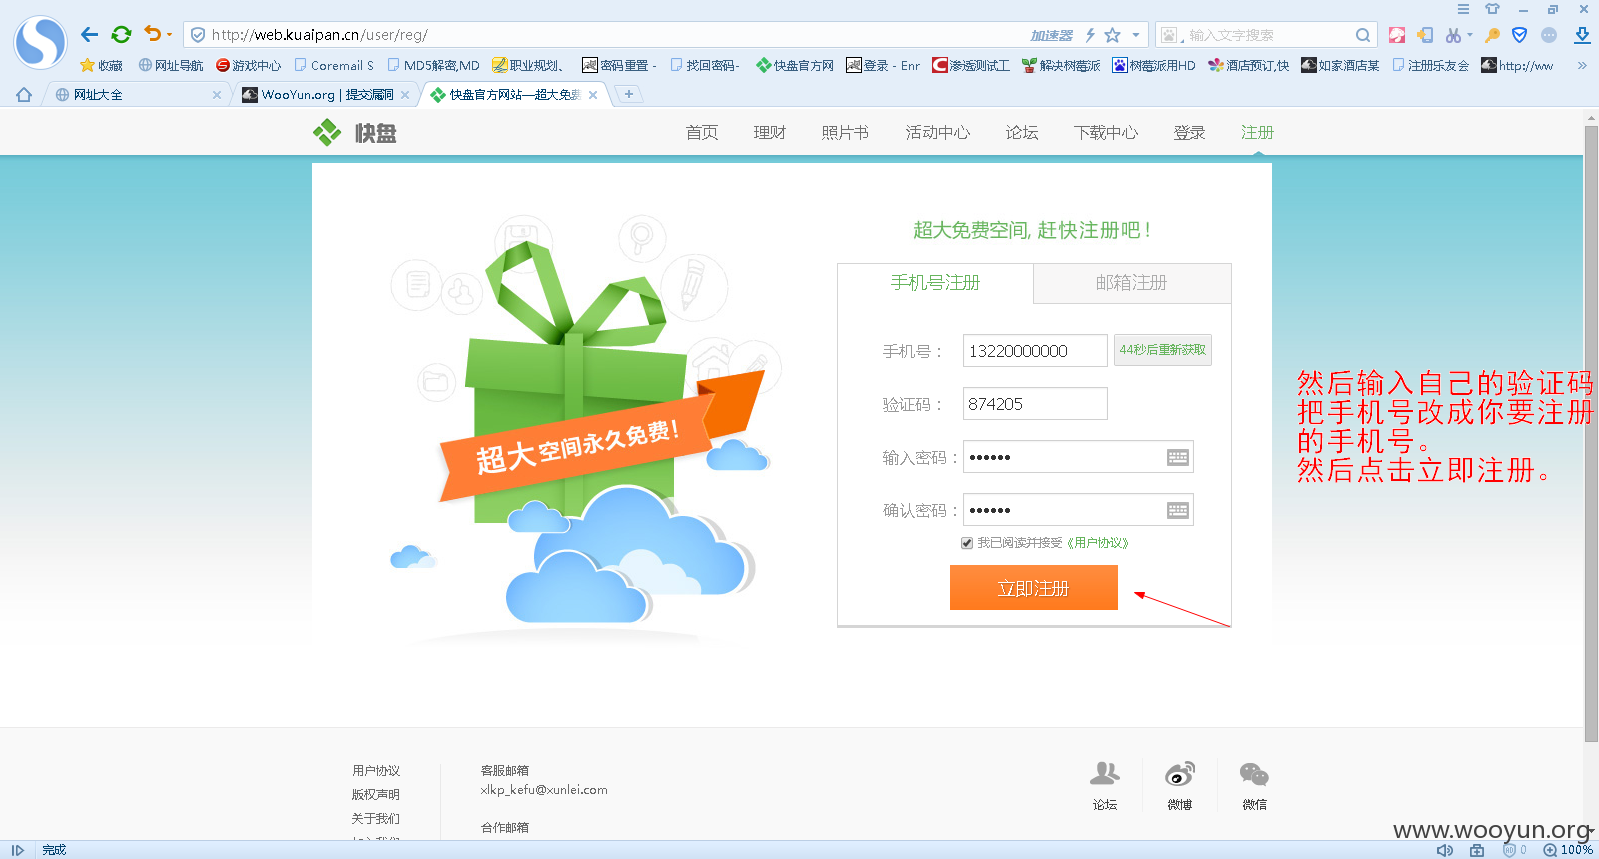 http://web.kuaipan.cn/user/reg/
加速器
输入文字搜索
收藏
网址导航
游戏中心
Coremail S
MD5解密,MD
职业规划、
密码重置 -
找回密码-
快盘官方网
登录 - Enr
渗透测试工
解决树莓派
树莓派用HD
酒店预订,快
如家酒店某
注册乐友会
http://ww
网址大全
WooYun.org | 提交漏洞
快盘官方网站—超大免费
快盘
首页
理财
照片书
活动中心
论坛
下载中心
登录
注册
超大空间永久免费!
超大免费空间, 赶快注册吧！
手机号注册
邮箱注册
手机号：
13220000000
44秒后重新获取
验证码：
874205
输入密码：
••••••
确认密码：
••••••
我已阅读并接受《用户协议》
立即注册
然后输入自己的验证码
把手机号改成你要注册
的手机号。
然后点击立即注册。
用户协议
版权声明
关于我们
客服邮箱
xlkp_kefu@xunlei.com
合作邮箱
论坛
微博
微信
www.wooyun.org
完成
0
100%